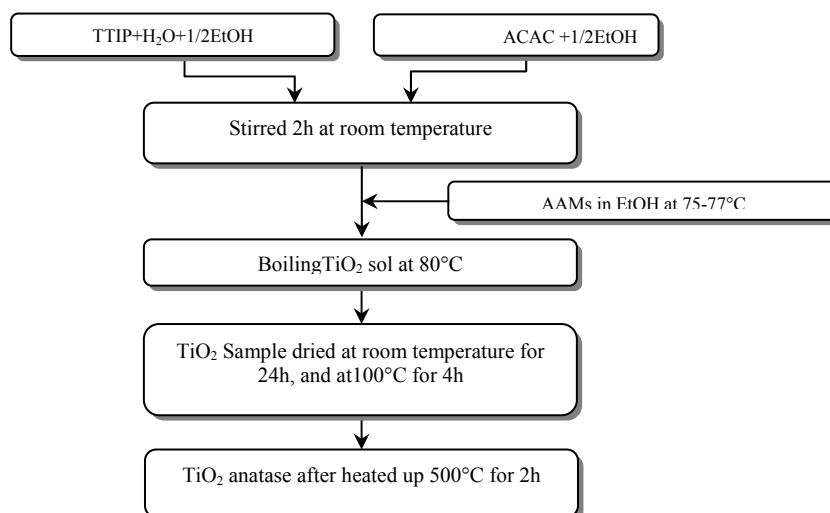 TTIP+H₂O+1/2EtOH
ACAC +1/2EtOH
Stirred 2h at room temperature
AAMs in EtOH at 75-77°C
BoilingTiO₂ sol at 80°C
TiO₂ Sample dried at room temperature for
24h, and at100°C for 4h
TiO₂ anatase after heated up 500°C for 2h